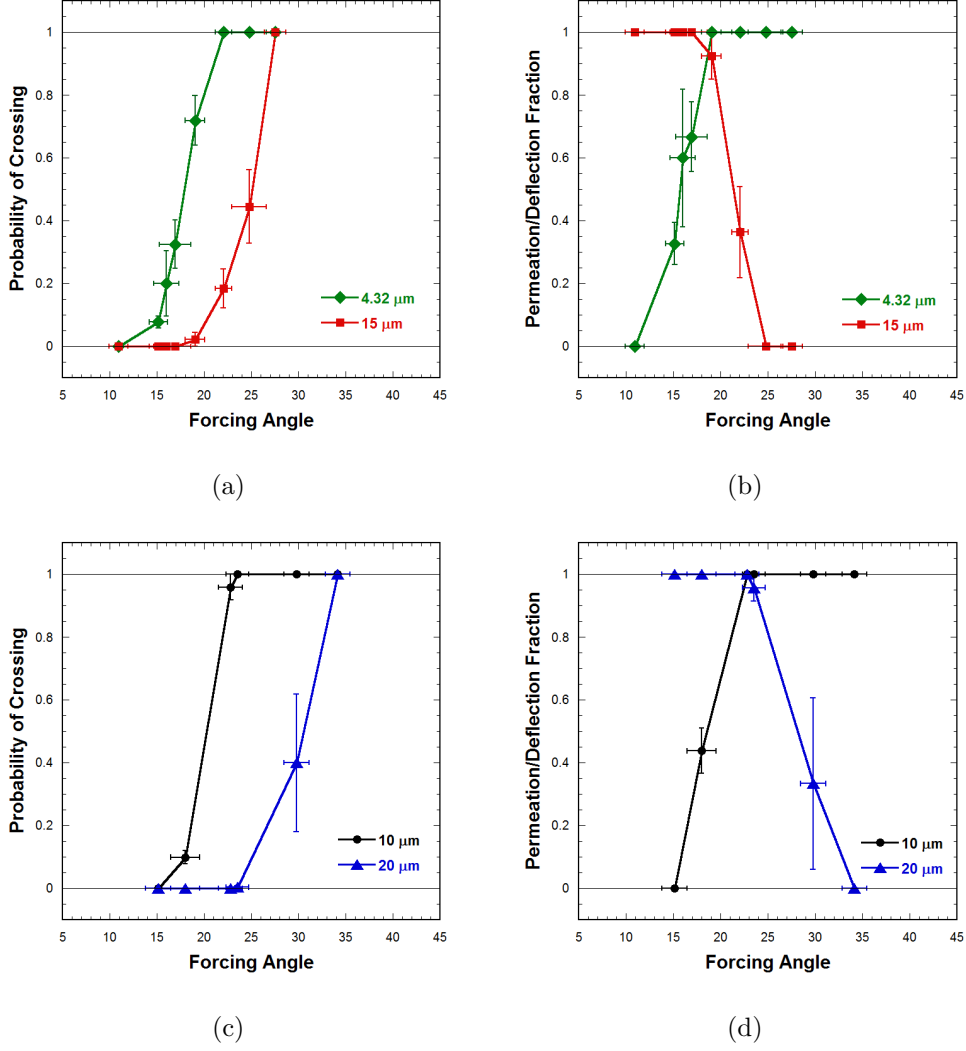 1
0.8
0.6
0.4
0.2
0
Probability of Crossing
4.32 μm
15 μm
5 10 15 20 25 30 35 40 45
Forcing Angle
(a)
1
0.8
0.6
0.4
0.2
0
Permeation/Deflection Fraction
4.32 μm
15 μm
5 10 15 20 25 30 35 40 45
Forcing Angle
(b)
1
0.8
0.6
0.4
0.2
0
Probability of Crossing
10 μm
20 μm
5 10 15 20 25 30 35 40 45
Forcing Angle
(c)
1
0.8
0.6
0.4
0.2
0
Permeation/Deflection Fraction
10 μm
20 μm
5 10 15 20 25 30 35 40 45
Forcing Angle
(d)